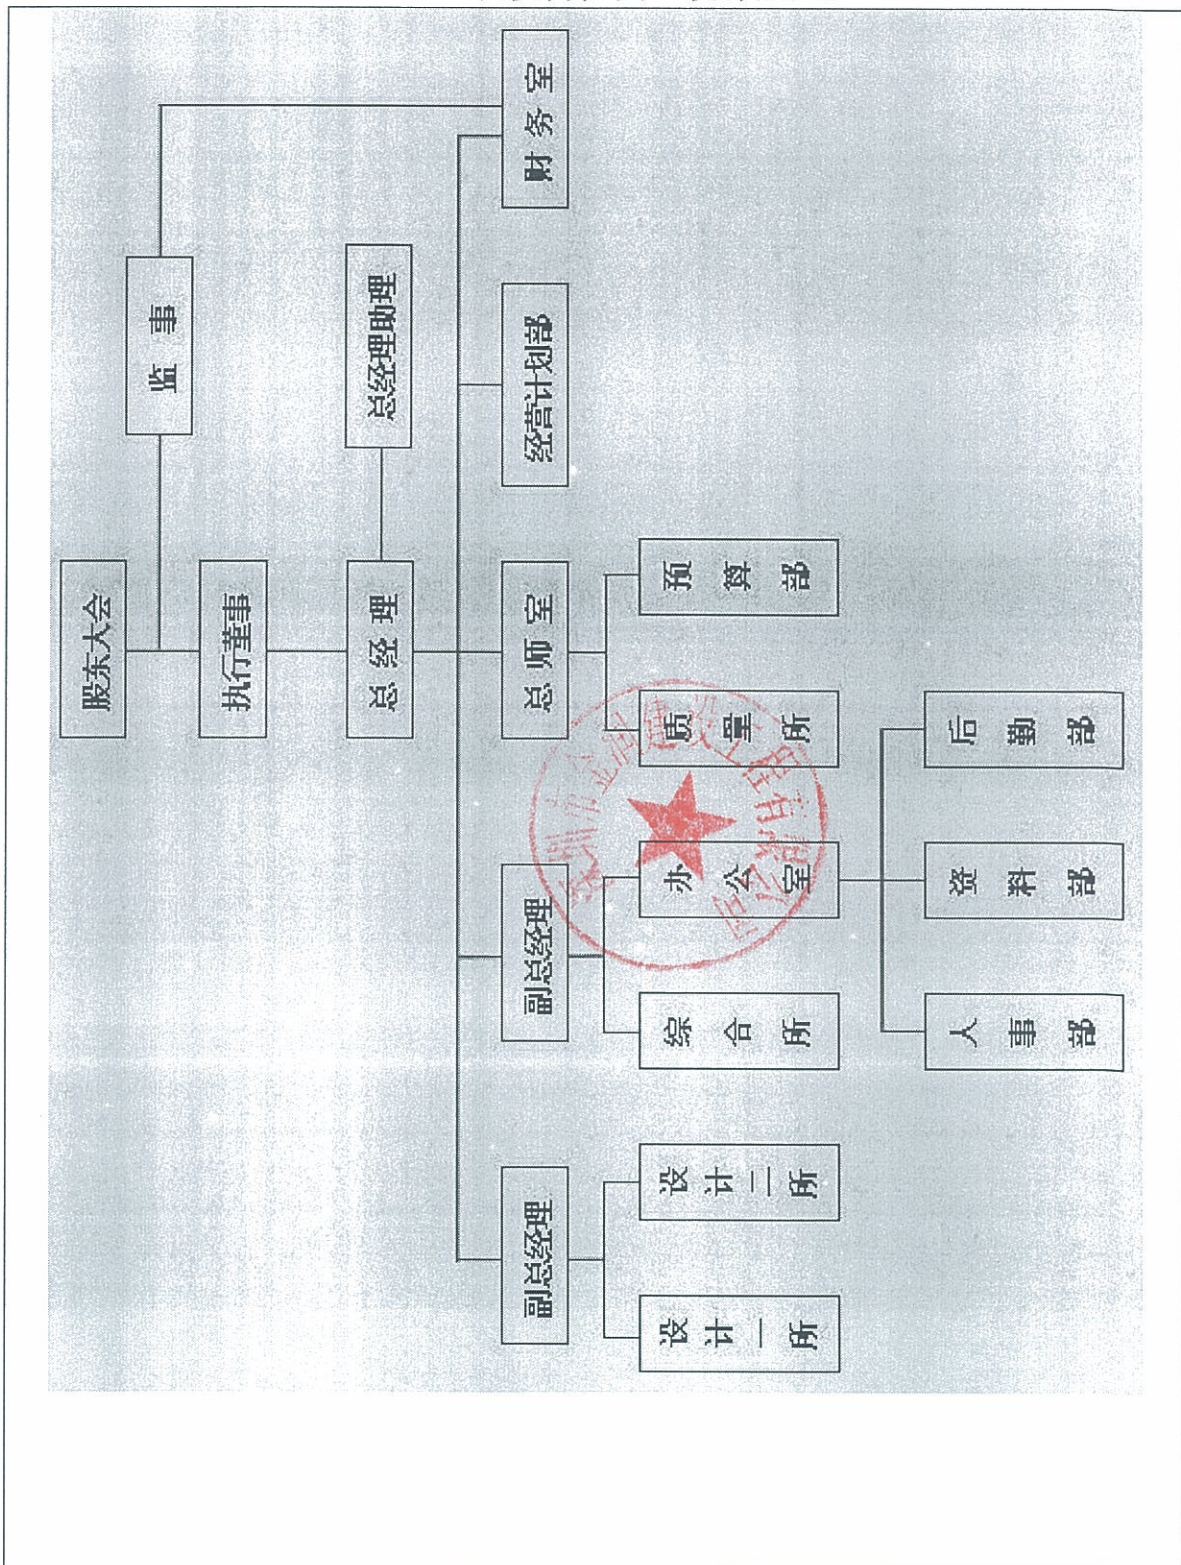 股东大会
监事
执行董事
总经理
总经理助理
副总经理
副总经理
总师室
经营计划部
财务室
设计一所
设计二所
综合所
办公室
质量所
预算部
人事部
资料部
后勤部